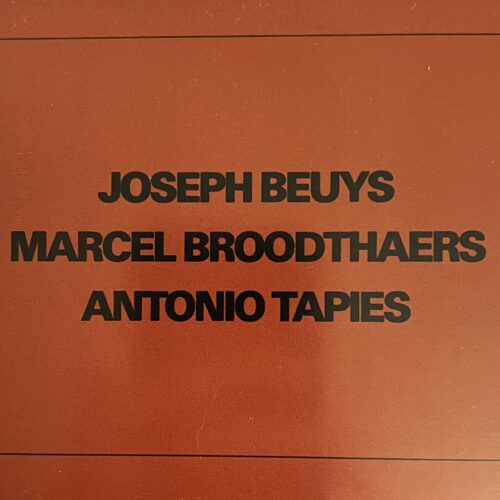 JOSEPH BEUYS
MARCEL BROODTHAERS
ANTONIO TAPIES